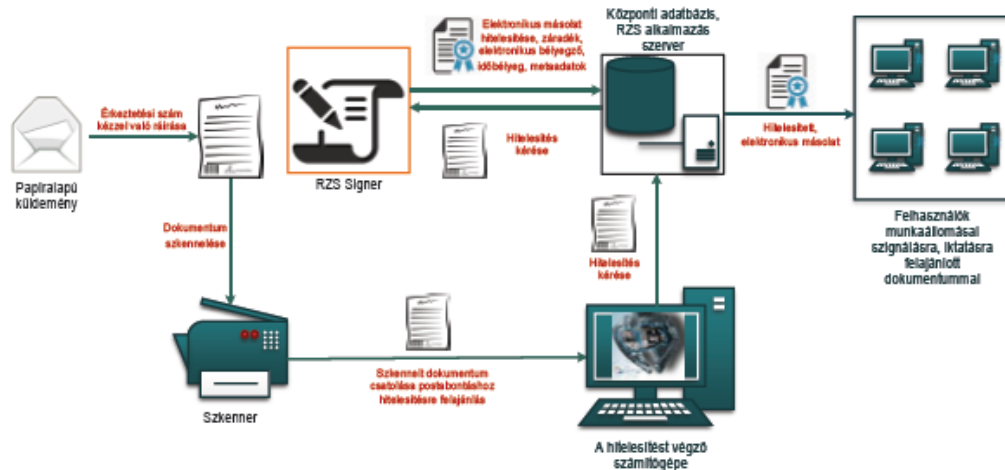 Elektronikus másolat
hitelesítése, záradék,
elektronikus bélyegző,
időbélyeg, metsadatok
Központi adatbázis,
RZS alkalmazás
szerver
Érkeztetési szám
kézzel való ráírása
Hitelesítés
kérése
Hitelesített,
elektronikus másolat
Papíralapú
küldemény
RZS Signer
Dokumentum
szkennelése
Hitelesítés
kérése
Felhasználók
munkaállomásai
szignálásra, iktatásra
felajánlott
dokumentummal
Szkennelt dokumentum
csatolása postabontáshoz
hitelesítésre felajánlás
Szkenner
A hitelesítést végző
számítógépe